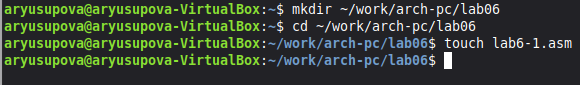 aryusupova@aryusupova-VirtualBox:~$ mkdir ~/work/arch-pc/lab06
aryusupova@aryusupova-VirtualBox:~$ cd ~/work/arch-pc/lab06
aryusupova@aryusupova-VirtualBox:~/work/arch-pc/lab06$ touch lab6-1.asm
aryusupova@aryusupova-VirtualBox:~/work/arch-pc/lab06$